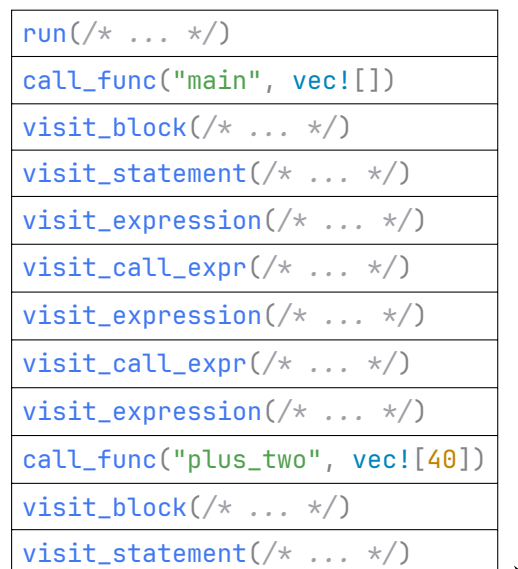 run(/* ... */)
call_func("main", vec![])
visit_block(/* ... */)
visit_statement(/* ... */)
visit_expression(/* ... */)
visit_call_expr(/* ... */)
visit_expression(/* ... */)
visit_call_expr(/* ... */)
visit_expression(/* ... */)
call_func("plus_two", vec![40])
visit_block(/* ... */)
visit_statement(/* ... */)